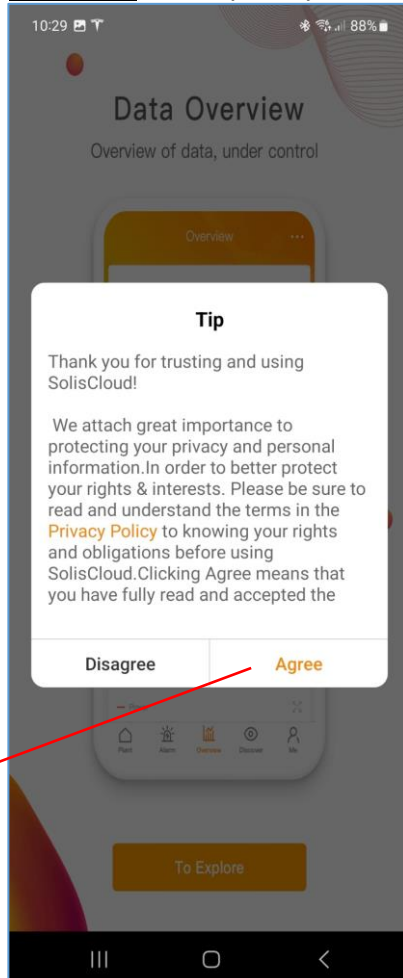 10:29
88%
Data Overview
Overview of data, under control
Overview
Tip
Thank you for trusting and using
SolisCloud!
We attach great importance to
protecting your privacy and personal
information.In order to better protect
your rights & interests. Please be sure to
read and understand the terms in the
Privacy Policy to knowing your rights
and obligations before using
SolisCloud.Clicking Agree means that
you have fully read and accepted the
Disagree Agree
Plant Alarm Overview Discover Me
To Explore